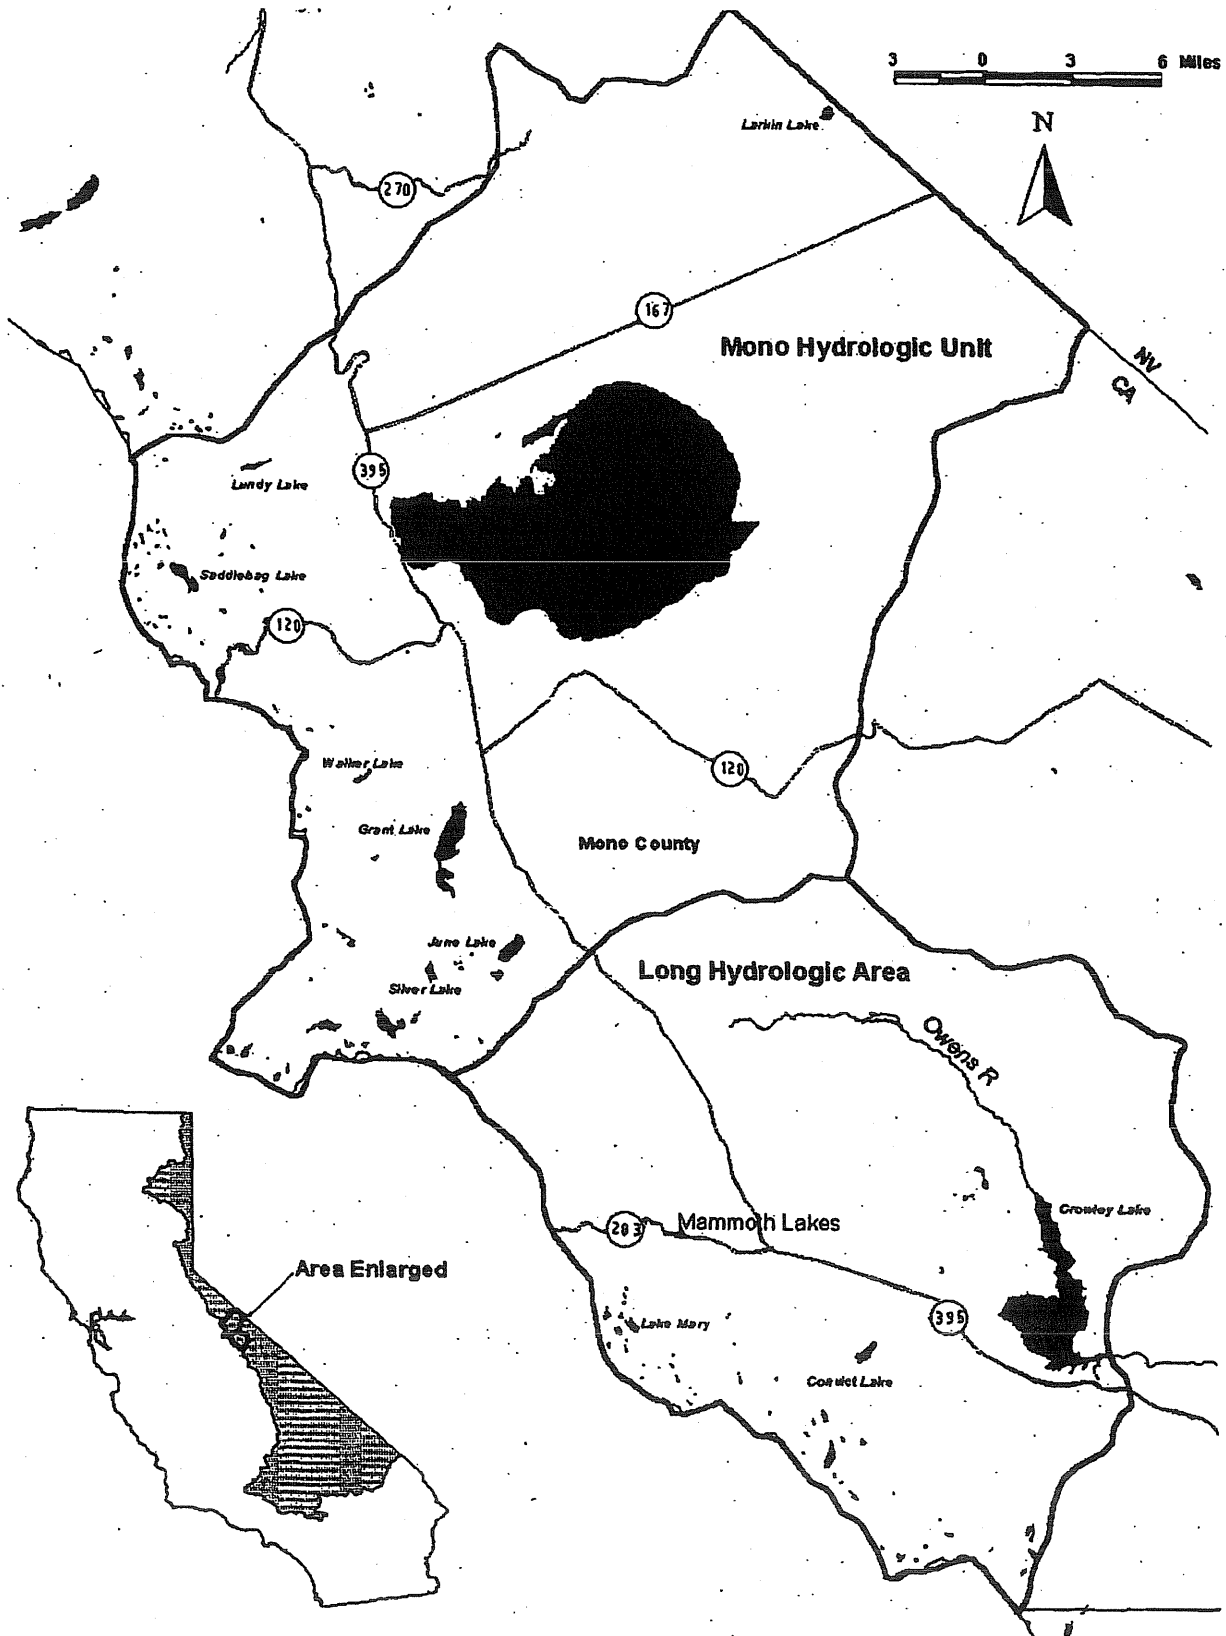 3 0 3 6 Miles
Larkin Lake
N
270
167
Mono Hydrologic Unit
NV
CA
395
Lundy Lake
Saddlebag Lake
120
Walker Lake
120
Grant Lake
Mono County
June Lake
Long Hydrologic Area
Silver Lake
Owens R
Crowley Lake
Mammoth Lakes
203
Area Enlarged
395
Lake Mary
Convict Lake